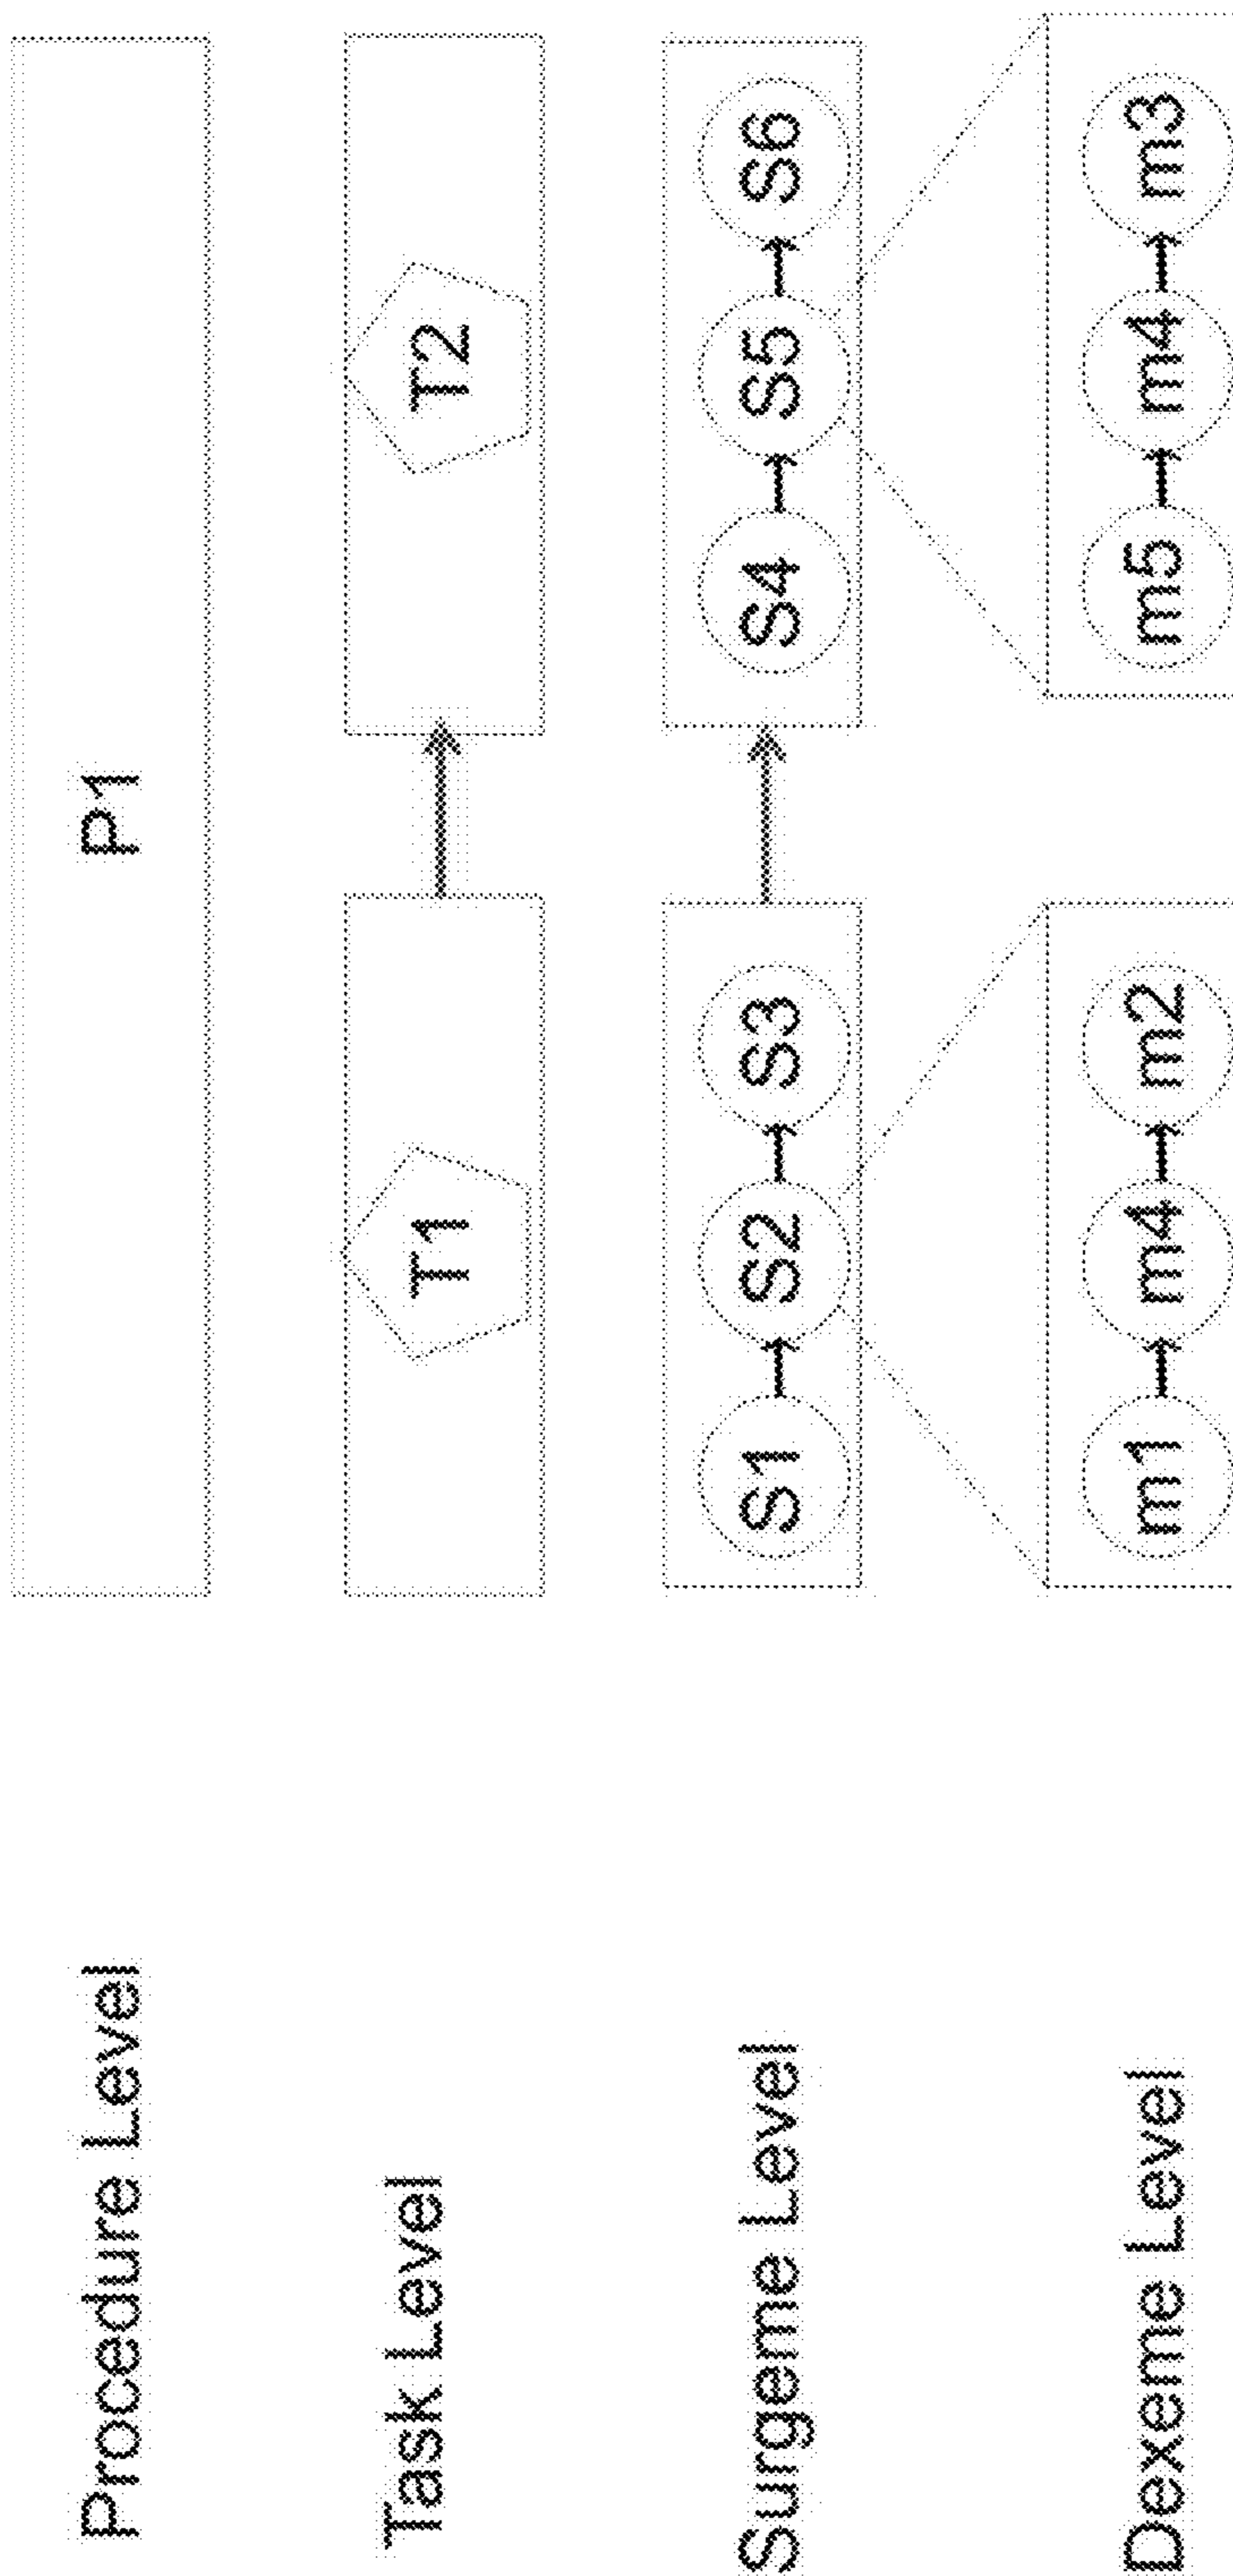 Procedure Level
P1
Task Level
T1
T2
Surgeme Level
S1
S2
S3
S4
S5
S6
Dexeme Level
m1
m4
m2
m5
m4
m3